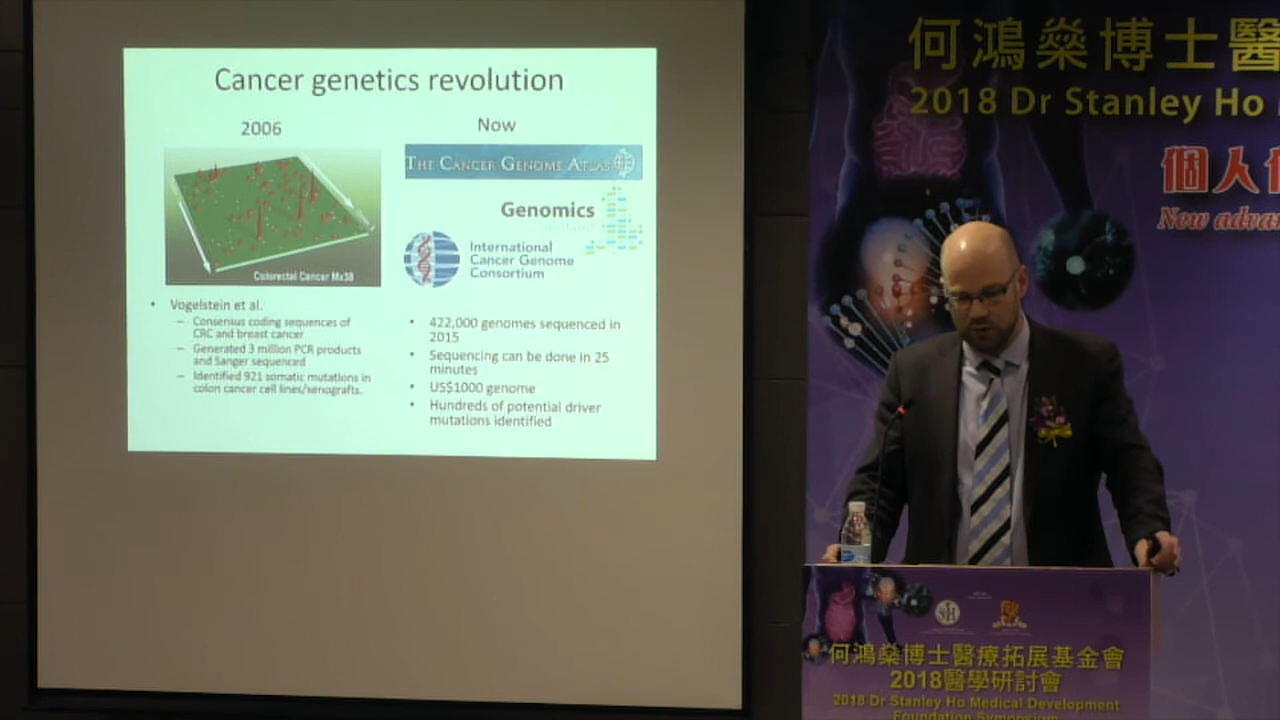 Cancer genetics revolution
2006
Colorectal Cancer Mx38
• Vogelstein et al.
– Consensus coding sequences of
CRC and breast cancer
– Generated 3 million PCR products
and Sanger sequenced
– Identified 921 somatic mutations in
colon cancer cell lines/xenografts.
Now
THE CANCER GENOME ATLAS
Genomics
England
International
Cancer Genome
Consortium
• 422,000 genomes sequenced in
2015
• Sequencing can be done in 25
minutes
• US$1000 genome
• Hundreds of potential driver
mutations identified
何鴻燊博士醫
2018 Dr Stanley Ho
個人
New advan
何鴻燊博士醫療拓展基金會
2018醫學研討會
2018 Dr Stanley Ho Medical Development
Foundation Symposium